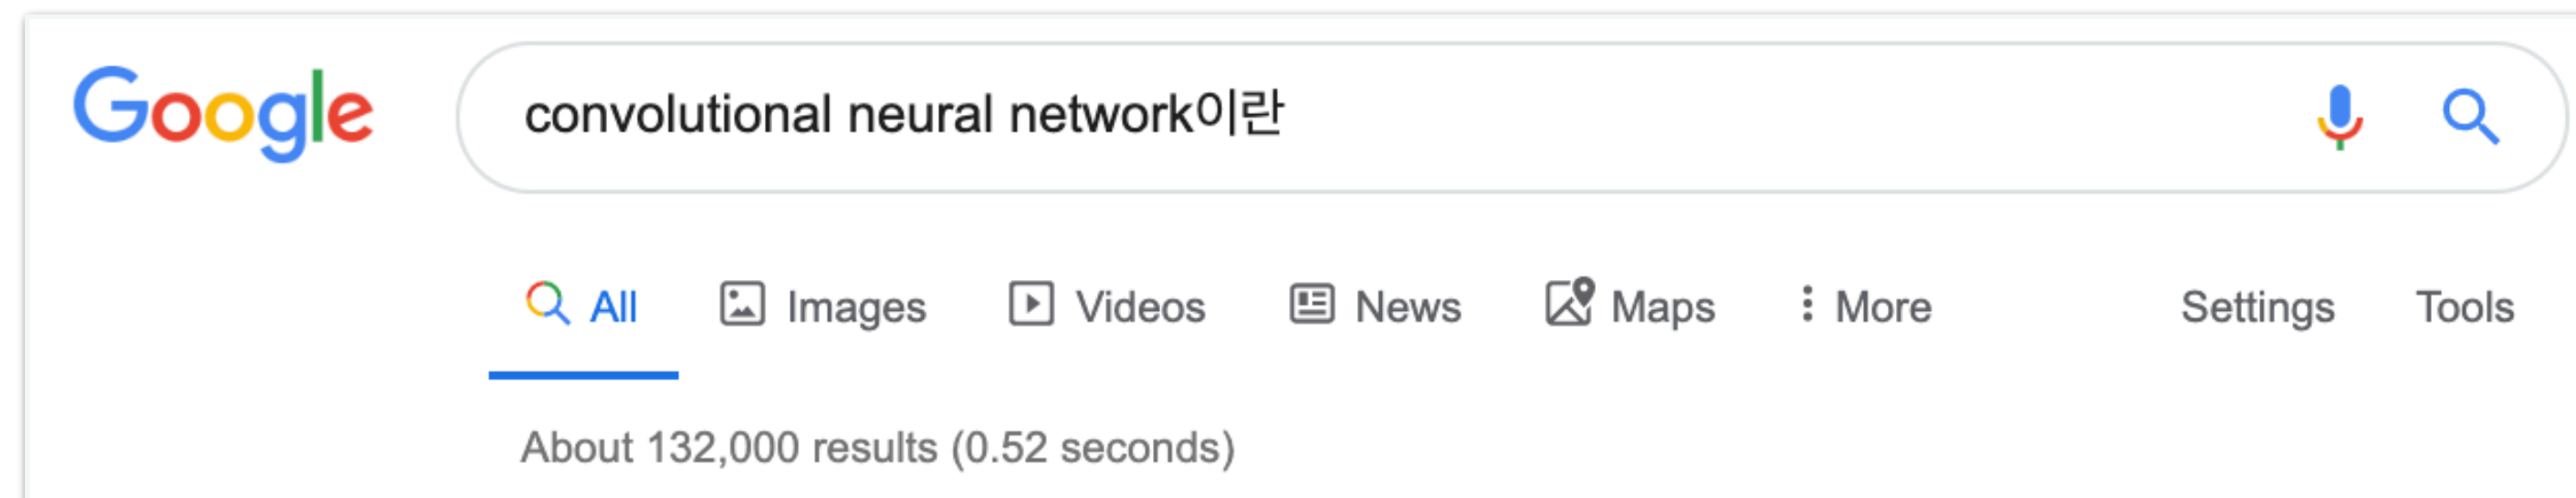 Google convolutional neural network이란
All Images Videos News Maps More Settings Tools
About 132,000 results (0.52 seconds)